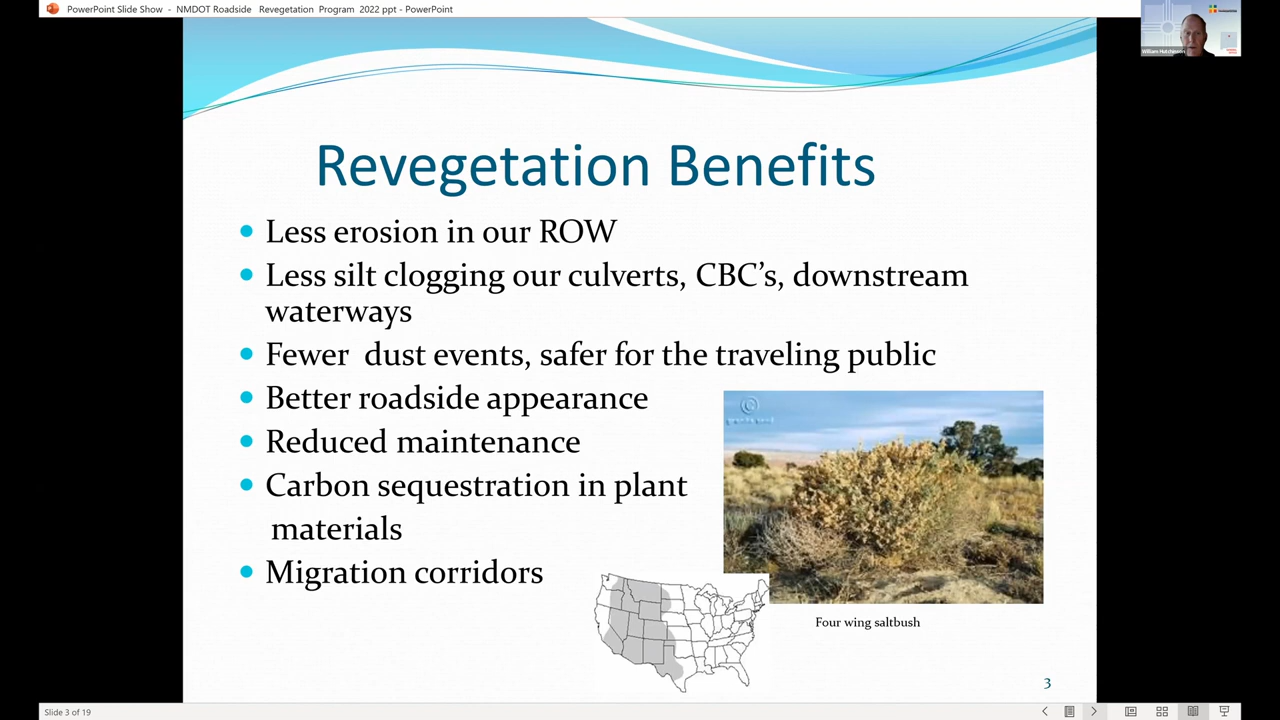 PowerPoint Slide Show - NMDOT Roadside Revegetation Program 2022 ppt - PowerPoint
William Hutchinson
Revegetation Benefits
Less erosion in our ROW
Less silt clogging our culverts, CBC’s, downstream
waterways
Fewer dust events, safer for the traveling public
Better roadside appearance
Reduced maintenance
Carbon sequestration in plant
materials
Migration corridors
Four wing saltbush
3
Slide 3 of 19